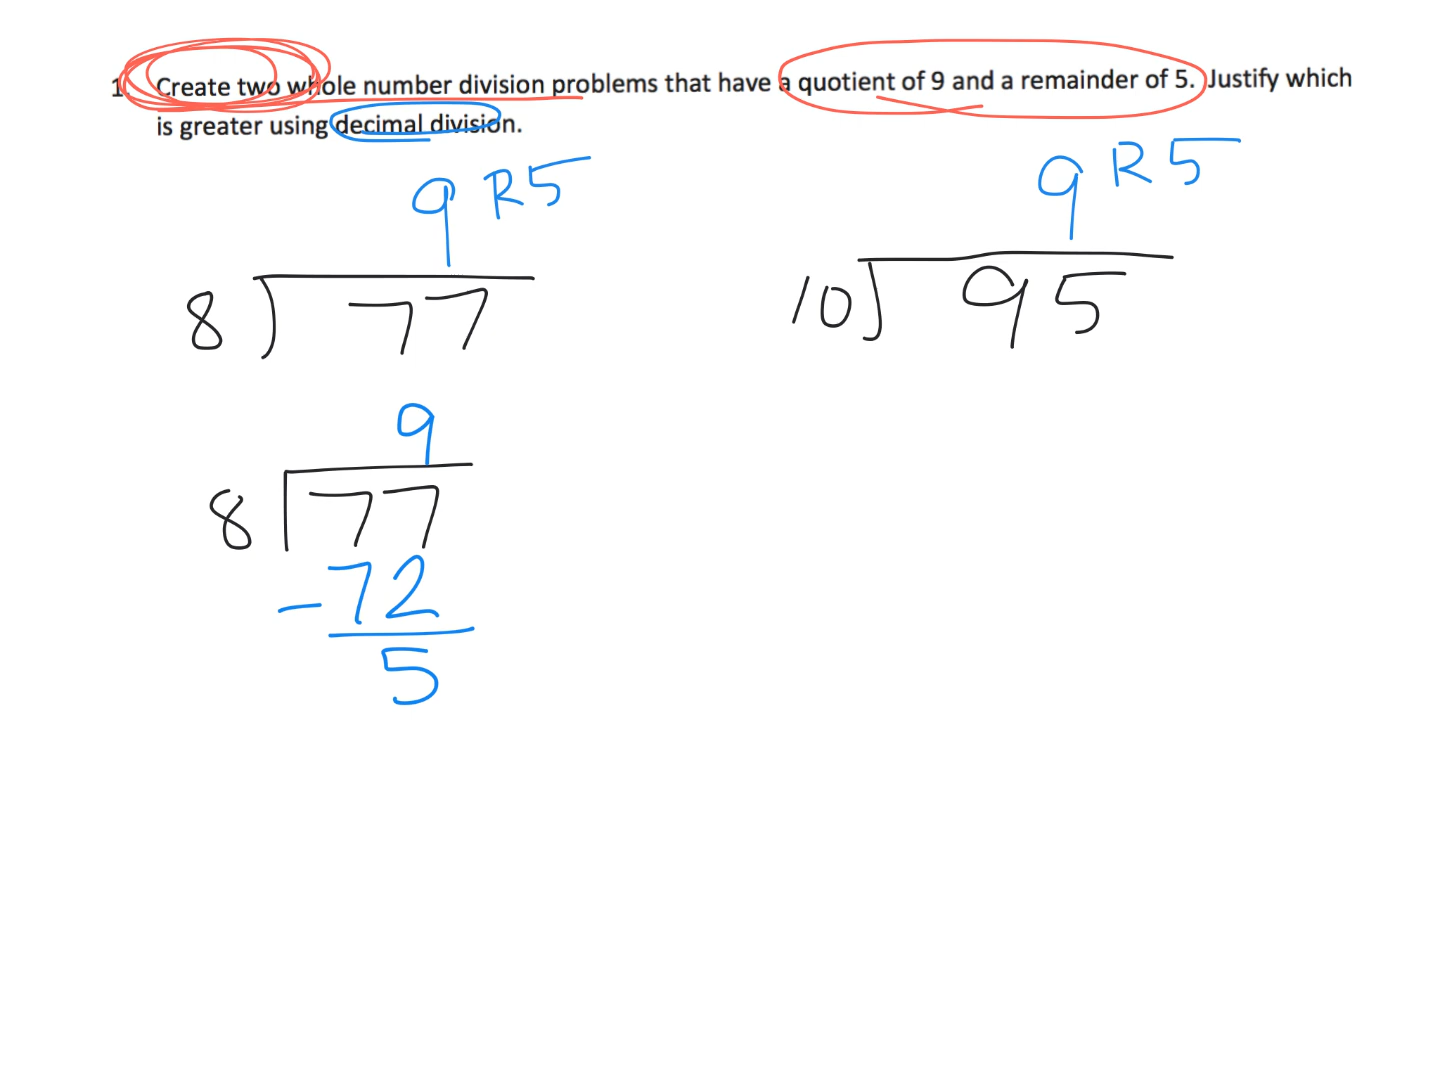 1. Create two whole number division problems that have a quotient of 9 and a remainder of 5. Justify which
is greater using decimal division.
9 R5
8 77
9 R5
10 95
9
8 77
-72
5